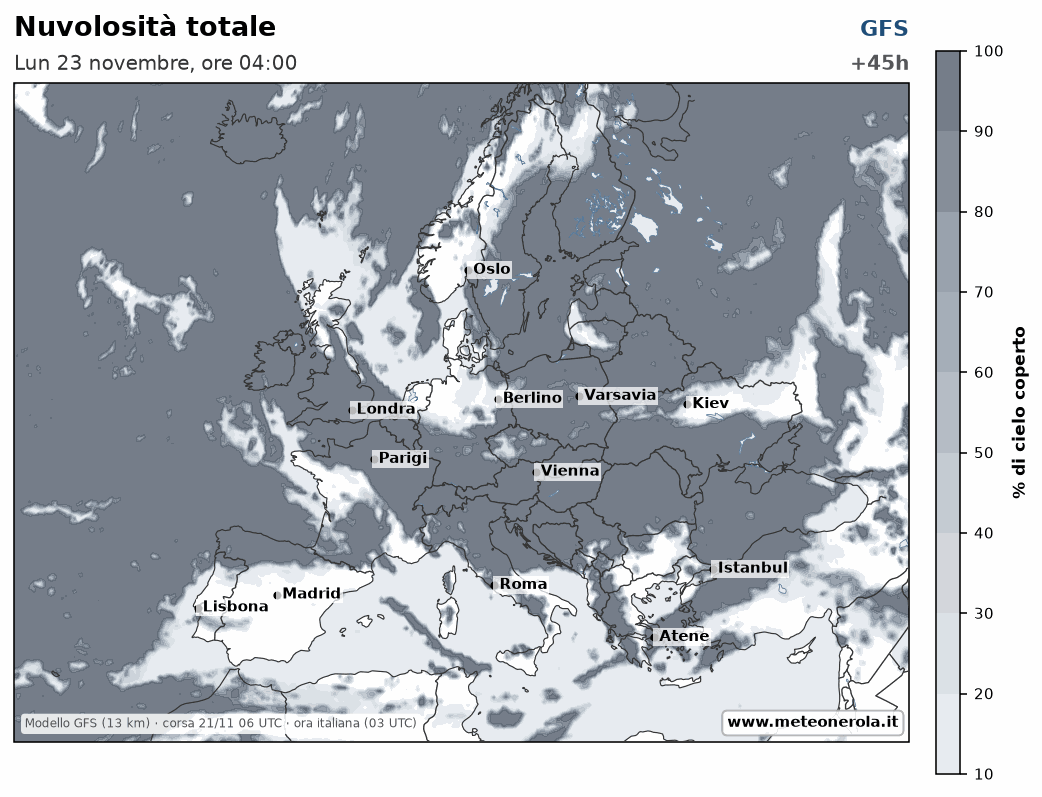 Nuvolosità totale
GFS
Lun 23 novembre, ore 04:00
+45h
100
90
80
70
60
50
40
30
20
10
% di cielo coperto
Oslo
Berlino
Varsavia
Kiev
Londra
Parigi
Vienna
Istanbul
Roma
Madrid
Lisbona
Atene
Modello GFS (13 km) · corsa 21/11 06 UTC · ora italiana (03 UTC)
www.meteonerola.it